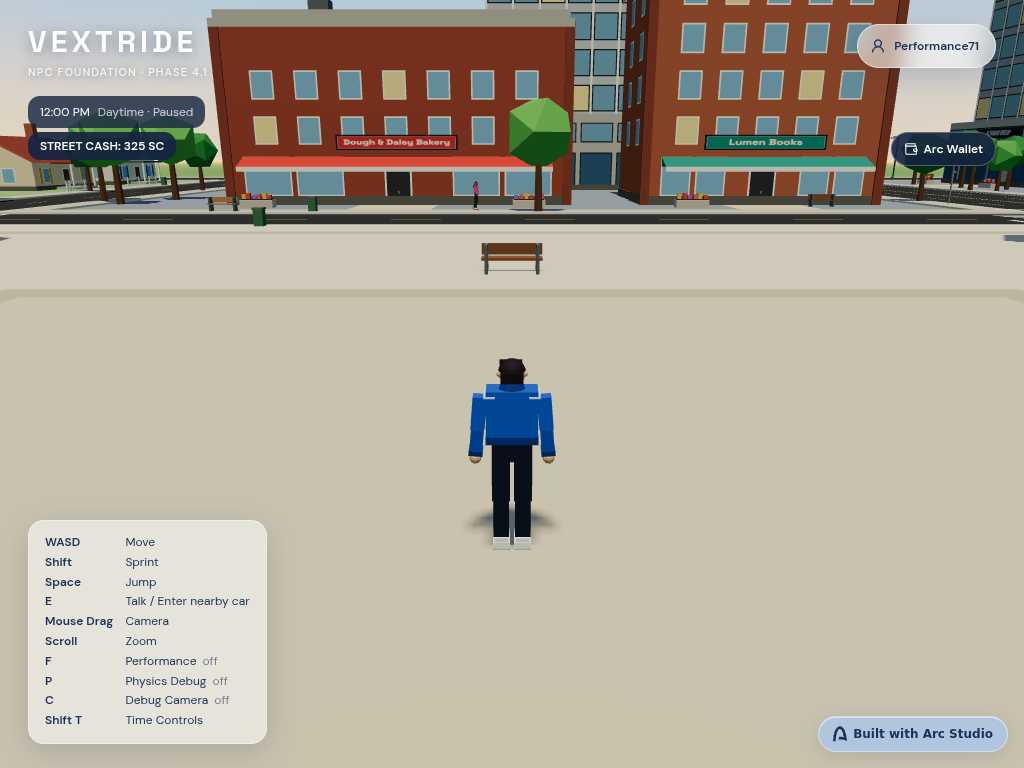 VEXTRIDE
NPC FOUNDATION · PHASE 4.1
Performance71
12:00 PM Daytime · Paused
STREET CASH: 325 SC
Arc Wallet
Dough & Daisy Bakery
Lumen Books
WASD Move
Shift Sprint
Space Jump
E Talk / Enter nearby car
Mouse Drag Camera
Scroll Zoom
F Performance off
P Physics Debug off
C Debug Camera off
Shift T Time Controls
Built with Arc Studio